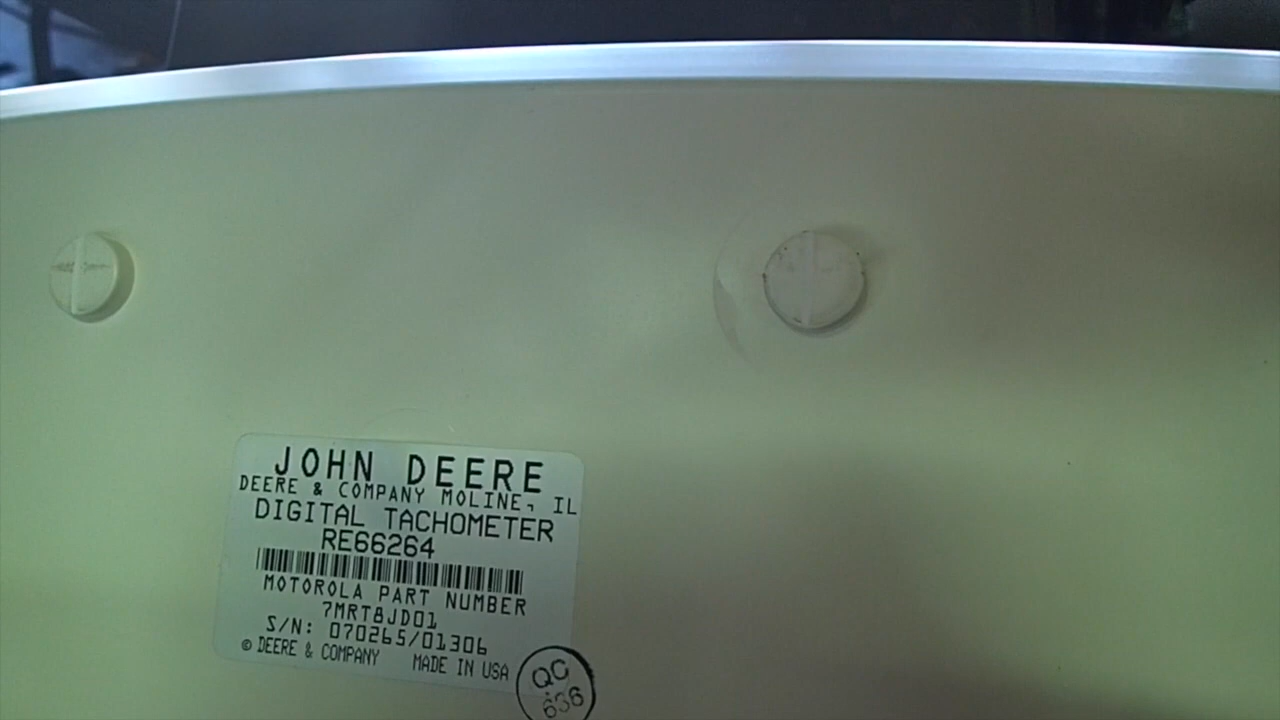 JOHN DEERE
DEERE & COMPANY MOLINE, IL
DIGITAL TACHOMETER
RE66264
MOTOROLA PART NUMBER
7MRT8JD01
S/N: 070265/01306
© DEERE & COMPANY MADE IN USA
QC
636